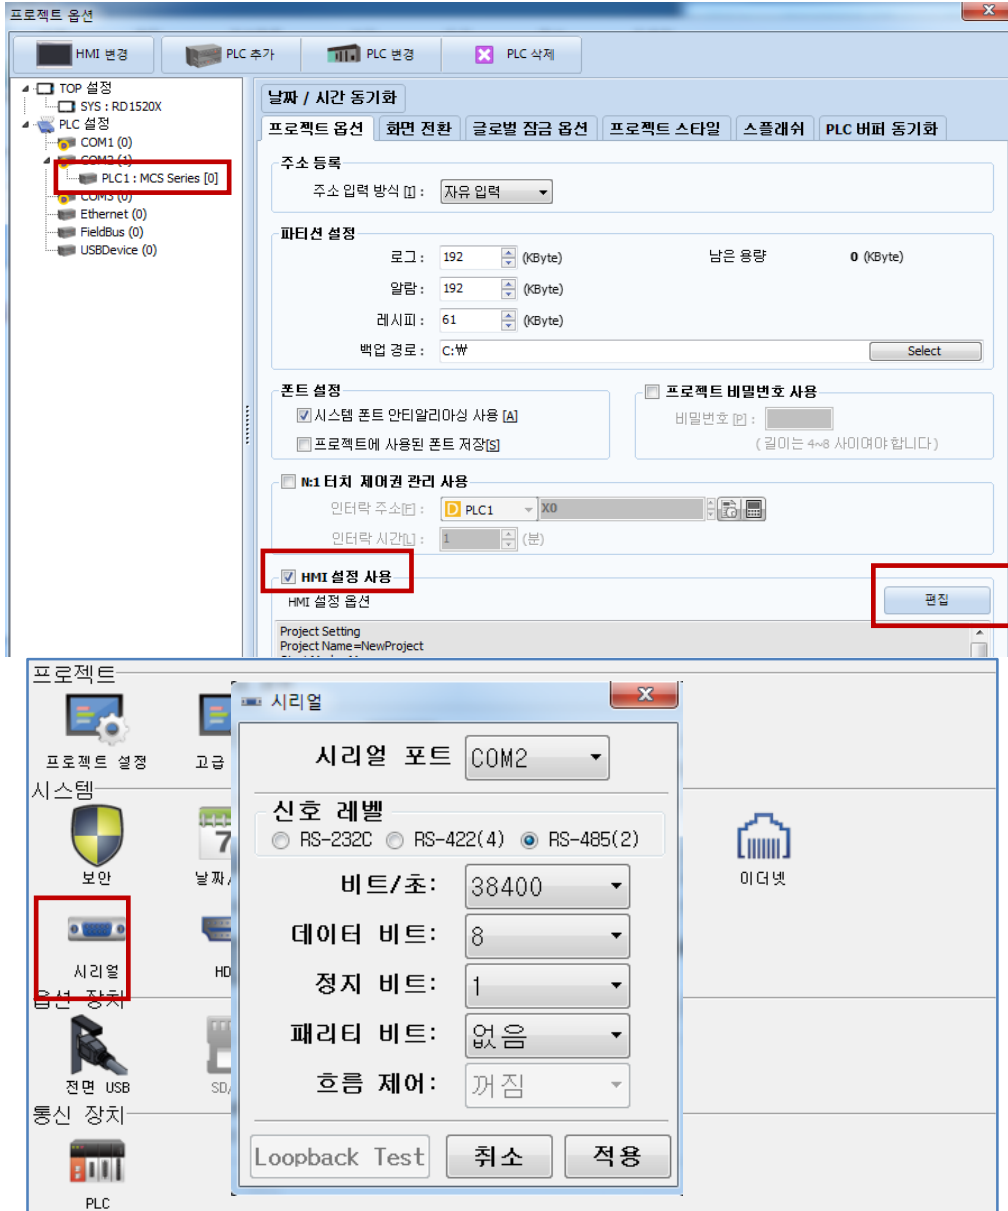 프로젝트 옵션
HMI 변경 PLC 추가 PLC 변경 PLC 삭제
TOP 설정
SYS : RD1520X
PLC 설정
COM1 (0)
COM2 (1)
PLC1 : MCS Series [0]
COM3 (0)
Ethernet (0)
FieldBus (0)
USBDevice (0)
날짜 / 시간 동기화
프로젝트 옵션 화면 전환 글로벌 잠금 옵션 프로젝트 스타일 스플래쉬 PLC 버퍼 동기화
주소 등록
주소 입력 방식 [I] : 자유 입력
파티션 설정
로그 : 192 (KByte) 남은 용량 0 (KByte)
알람 : 192 (KByte)
레시피 : 61 (KByte)
백업 경로 : C:₩ Select
폰트 설정
시스템 폰트 안티알리아싱 사용 [A]
프로젝트에 사용된 폰트 저장[S]
프로젝트 비밀번호 사용
비밀번호 [P] :
( 길이는 4~8 사이여야 합니다 )
N:1 터치 제어권 관리 사용
인터락 주소[F] : D PLC1 X0
인터락 시간[L] : 1 (분)
HMI 설정 사용
HMI 설정 옵션 편집
Project Setting
Project Name=NewProject
프로젝트
프로젝트 설정 고급
시스템
보안 날짜/ 이더넷
시리얼 HD
옵션 장치
전면 USB SD/
통신 장치
PLC
시리얼
시리얼 포트 COM2
신호 레벨
RS-232C RS-422(4) RS-485(2)
비트/초: 38400
데이터 비트: 8
정지 비트: 1
패리티 비트: 없음
흐름 제어: 꺼짐
Loopback Test 취소 적용